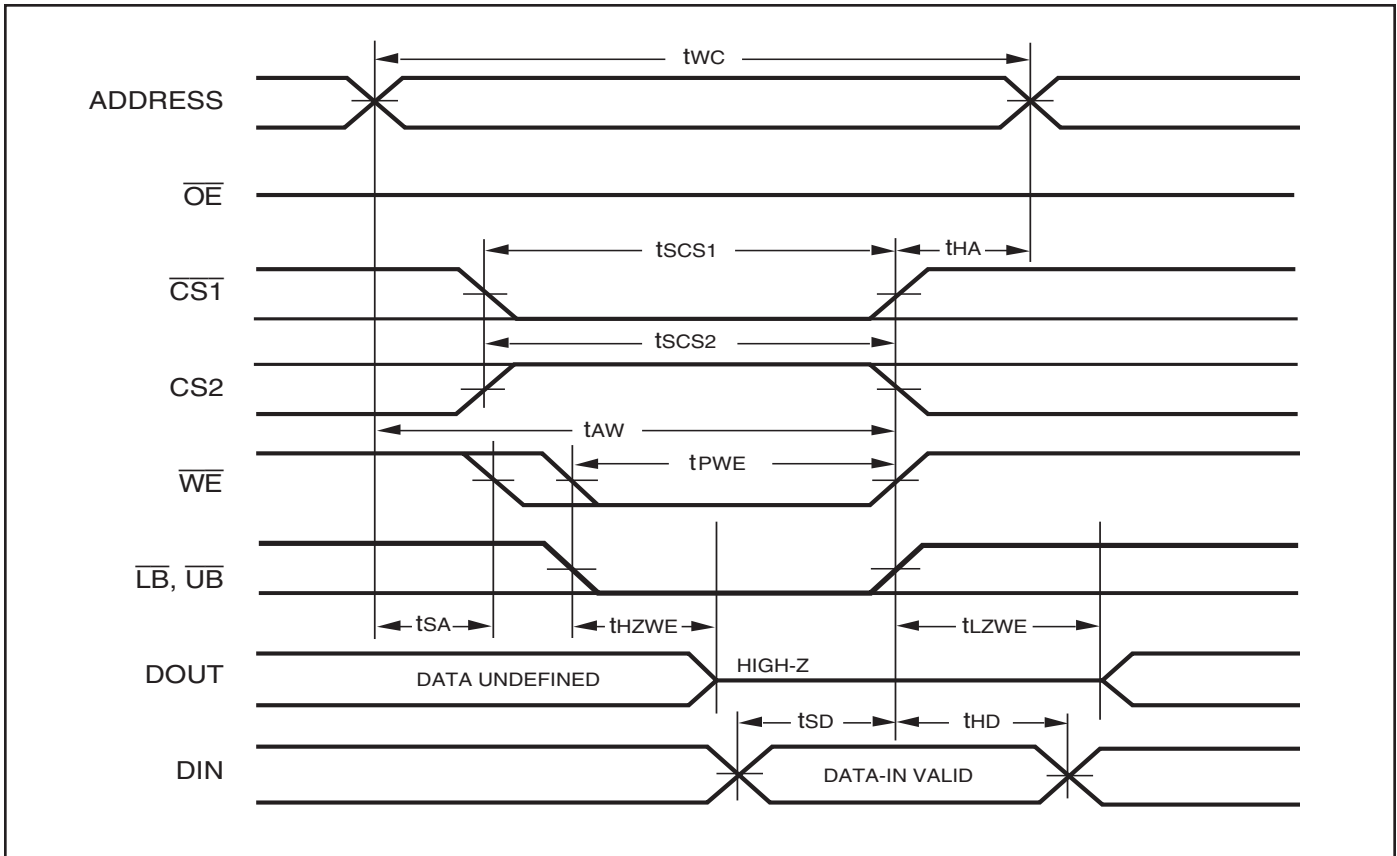 tWC
ADDRESS
OE
tSCS1
tHA
CS1
tSCS2
CS2
tAW
tPWE
WE
LB, UB
tSA
tHZWE
tLZWE
DOUT
DATA UNDEFINED
HIGH-Z
tSD
tHD
DIN
DATA-IN VALID